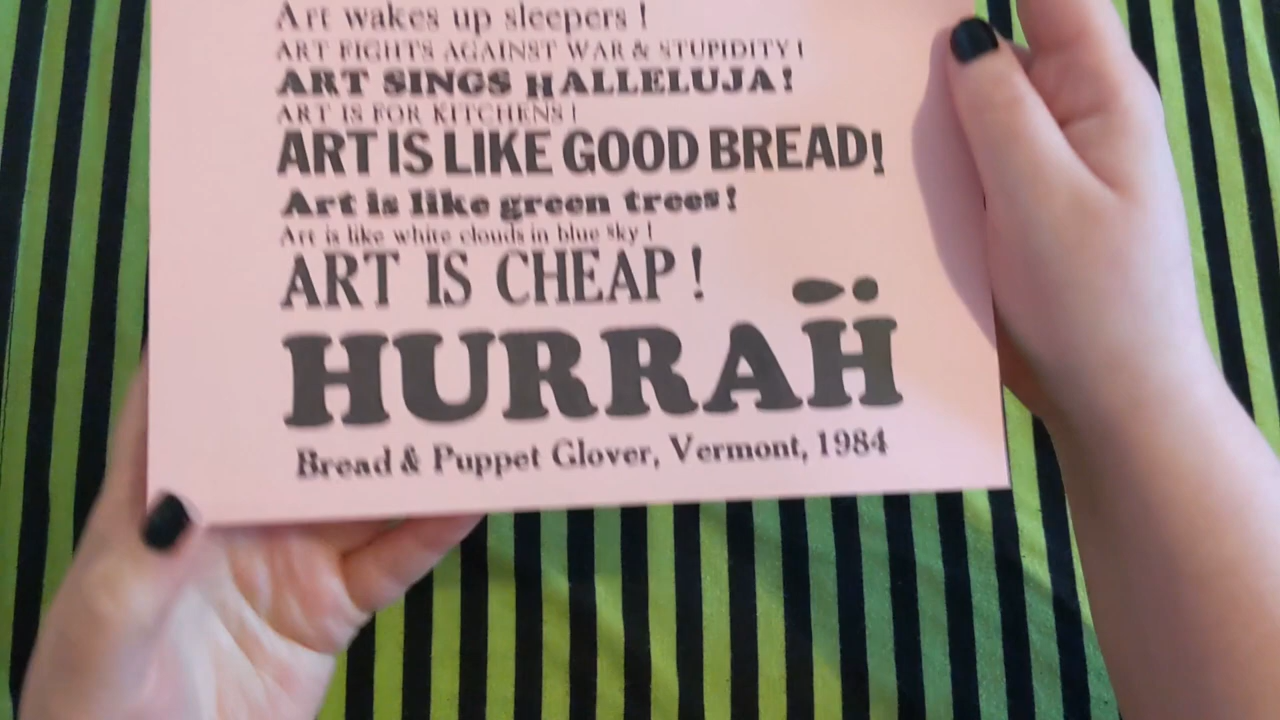 Art wakes up sleepers !
ART FIGHTS AGAINST WAR & STUPIDITY !
ART SINGS HALLELUJA!
ART IS FOR KITCHENS !
ART IS LIKE GOOD BREAD!
Art is like green trees!
Art is like white clouds in blue sky !
ART IS CHEAP !
HURRAH
Bread & Puppet Glover, Vermont, 1984